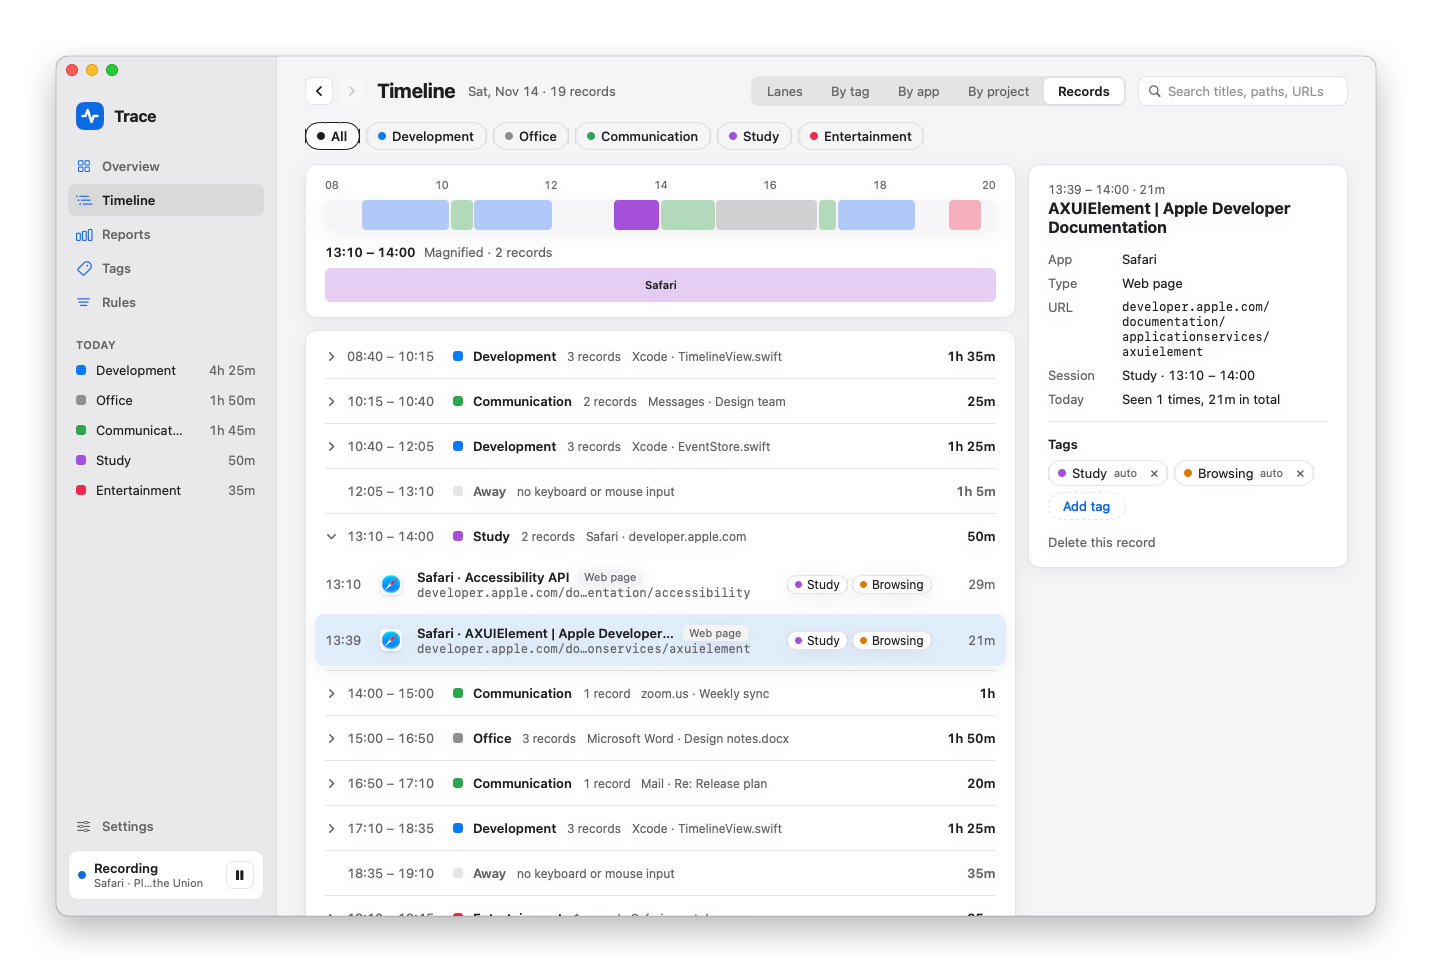 Trace
Overview
Timeline
Reports
Tags
Rules
TODAY
Development 4h 25m
Office 1h 50m
Communicat... 1h 45m
Study 50m
Entertainment 35m
Settings
Recording
Safari · Pl...the Union
Timeline Sat, Nov 14 · 19 records
Lanes By tag By app By project Records
Search titles, paths, URLs
All Development Office Communication Study Entertainment
08 10 12 14 16 18 20
13:10 – 14:00 Magnified · 2 records
Safari
08:40 – 10:15 Development 3 records Xcode · TimelineView.swift 1h 35m
10:15 – 10:40 Communication 2 records Messages · Design team 25m
10:40 – 12:05 Development 3 records Xcode · EventStore.swift 1h 25m
12:05 – 13:10 Away no keyboard or mouse input 1h 5m
13:10 – 14:00 Study 2 records Safari · developer.apple.com 50m
13:10 Safari · Accessibility API Web page Study Browsing 29m
developer.apple.com/do…entation/accessibility
13:39 Safari · AXUIElement | Apple Developer... Web page Study Browsing 21m
developer.apple.com/do…onservices/axuielement
14:00 – 15:00 Communication 1 record zoom.us · Weekly sync 1h
15:00 – 16:50 Office 3 records Microsoft Word · Design notes.docx 1h 50m
16:50 – 17:10 Communication 1 record Mail · Re: Release plan 20m
17:10 – 18:35 Development 3 records Xcode · TimelineView.swift 1h 25m
18:35 – 19:10 Away no keyboard or mouse input 35m
13:39 – 14:00 · 21m
AXUIElement | Apple Developer
Documentation
App Safari
Type Web page
URL developer.apple.com/
documentation/
applicationservices/
axuielement
Session Study · 13:10 – 14:00
Today Seen 1 times, 21m in total
Tags
Study auto × Browsing auto ×
Add tag
Delete this record